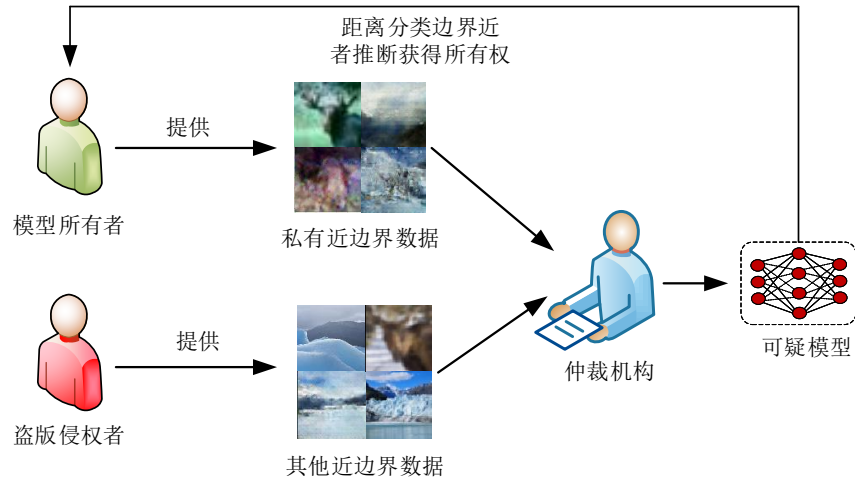 距离分类边界近
者推断获得所有权
提供
模型所有者
私有近边界数据
提供
仲裁机构
可疑模型
盗版侵权者
其他近边界数据